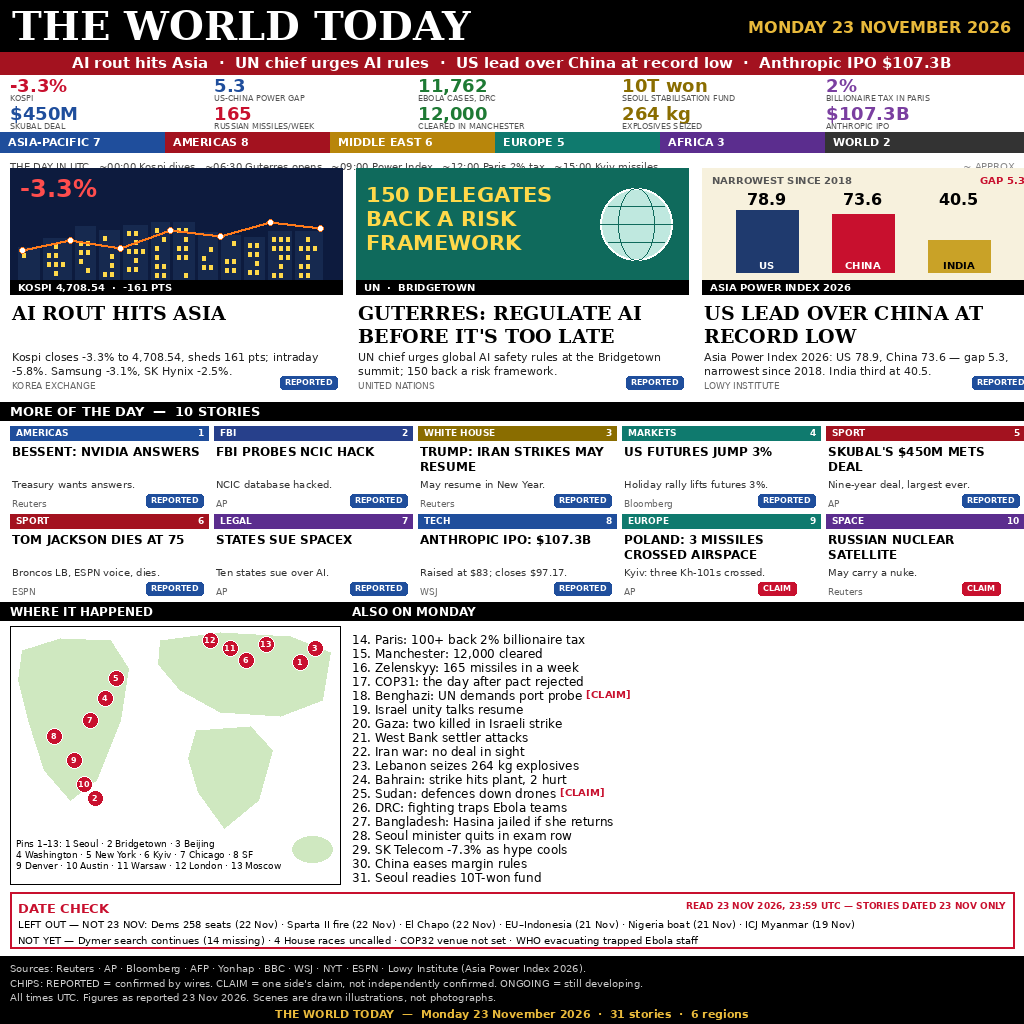 THE WORLD TODAY
MONDAY 23 NOVEMBER 2026
AI rout hits Asia · UN chief urges AI rules · US lead over China at record low · Anthropic IPO $107.3B
-3.3%
KOSPI
5.3
US-CHINA POWER GAP
11,762
EBOLA CASES, DRC
10T won
SEOUL STABILISATION FUND
2%
BILLIONAIRE TAX IN PARIS
$450M
SKUBAL DEAL
165
RUSSIAN MISSILES/WEEK
12,000
CLEARED IN MANCHESTER
264 kg
EXPLOSIVES SEIZED
$107.3B
ANTHROPIC IPO
ASIA-PACIFIC 7
AMERICAS 8
MIDDLE EAST 6
EUROPE 5
AFRICA 3
WORLD 2
THE DAY IN UTC ~00:00 Kospi dives ~06:30 Guterres opens ~09:00 Power Index ~12:00 Paris 2% tax ~15:00 Kyiv missiles
~ APPROX
-3.3%
KOSPI 4,708.54 · -161 PTS
AI ROUT HITS ASIA
Kospi closes -3.3% to 4,708.54, sheds 161 pts; intraday
-5.8%. Samsung -3.1%, SK Hynix -2.5%.
KOREA EXCHANGE
REPORTED
150 DELEGATES
BACK A RISK
FRAMEWORK
UN · BRIDGETOWN
GUTERRES: REGULATE AI
BEFORE IT'S TOO LATE
UN chief urges global AI safety rules at the Bridgetown
summit; 150 back a risk framework.
UNITED NATIONS
REPORTED
NARROWEST SINCE 2018
GAP 5.3
78.9
73.6
40.5
US
CHINA
INDIA
ASIA POWER INDEX 2026
US LEAD OVER CHINA AT
RECORD LOW
Asia Power Index 2026: US 78.9, China 73.6 — gap 5.3,
narrowest since 2018. India third at 40.5.
LOWY INSTITUTE
REPORTED
MORE OF THE DAY — 10 STORIES
AMERICAS 1
BESSENT: NVIDIA ANSWERS
Treasury wants answers.
Reuters
REPORTED
FBI 2
FBI PROBES NCIC HACK
NCIC database hacked.
AP
REPORTED
WHITE HOUSE 3
TRUMP: IRAN STRIKES MAY
RESUME
May resume in New Year.
Reuters
REPORTED
MARKETS 4
US FUTURES JUMP 3%
Holiday rally lifts futures 3%.
Bloomberg
REPORTED
SPORT 5
SKUBAL'S $450M METS
DEAL
Nine-year deal, largest ever.
AP
REPORTED
SPORT 6
TOM JACKSON DIES AT 75
Broncos LB, ESPN voice, dies.
ESPN
REPORTED
LEGAL 7
STATES SUE SPACEX
Ten states sue over AI.
AP
REPORTED
TECH 8
ANTHROPIC IPO: $107.3B
Raised at $83; closes $97.17.
WSJ
REPORTED
EUROPE 9
POLAND: 3 MISSILES
CROSSED AIRSPACE
Kyiv: three Kh-101s crossed.
AP
CLAIM
SPACE 10
RUSSIAN NUCLEAR
SATELLITE
May carry a nuke.
Reuters
CLAIM
WHERE IT HAPPENED
12
11
13
3
6
1
5
4
7
8
9
10
2
Pins 1–13: 1 Seoul · 2 Bridgetown · 3 Beijing
4 Washington · 5 New York · 6 Kyiv · 7 Chicago · 8 SF
9 Denver · 10 Austin · 11 Warsaw · 12 London · 13 Moscow
ALSO ON MONDAY
14. Paris: 100+ back 2% billionaire tax
15. Manchester: 12,000 cleared
16. Zelenskyy: 165 missiles in a week
17. COP31: the day after pact rejected
18. Benghazi: UN demands port probe [CLAIM]
19. Israel unity talks resume
20. Gaza: two killed in Israeli strike
21. West Bank settler attacks
22. Iran war: no deal in sight
23. Lebanon seizes 264 kg explosives
24. Bahrain: strike hits plant, 2 hurt
25. Sudan: defences down drones [CLAIM]
26. DRC: fighting traps Ebola teams
27. Bangladesh: Hasina jailed if she returns
28. Seoul minister quits in exam row
29. SK Telecom -7.3% as hype cools
30. China eases margin rules
31. Seoul readies 10T-won fund
DATE CHECK
READ 23 NOV 2026, 23:59 UTC — STORIES DATED 23 NOV ONLY
LEFT OUT — NOT 23 NOV: Dems 258 seats (22 Nov) · Sparta II fire (22 Nov) · El Chapo (22 Nov) · EU–Indonesia (21 Nov) · Nigeria boat (21 Nov) · ICJ Myanmar (19 Nov)
NOT YET — Dymer search continues (14 missing) · 4 House races uncalled · COP32 venue not set · WHO evacuating trapped Ebola staff
Sources: Reuters · AP · Bloomberg · AFP · Yonhap · BBC · WSJ · NYT · ESPN · Lowy Institute (Asia Power Index 2026).
CHIPS: REPORTED = confirmed by wires. CLAIM = one side's claim, not independently confirmed. ONGOING = still developing.
All times UTC. Figures as reported 23 Nov 2026. Scenes are drawn illustrations, not photographs.
THE WORLD TODAY — Monday 23 November 2026 · 31 stories · 6 regions